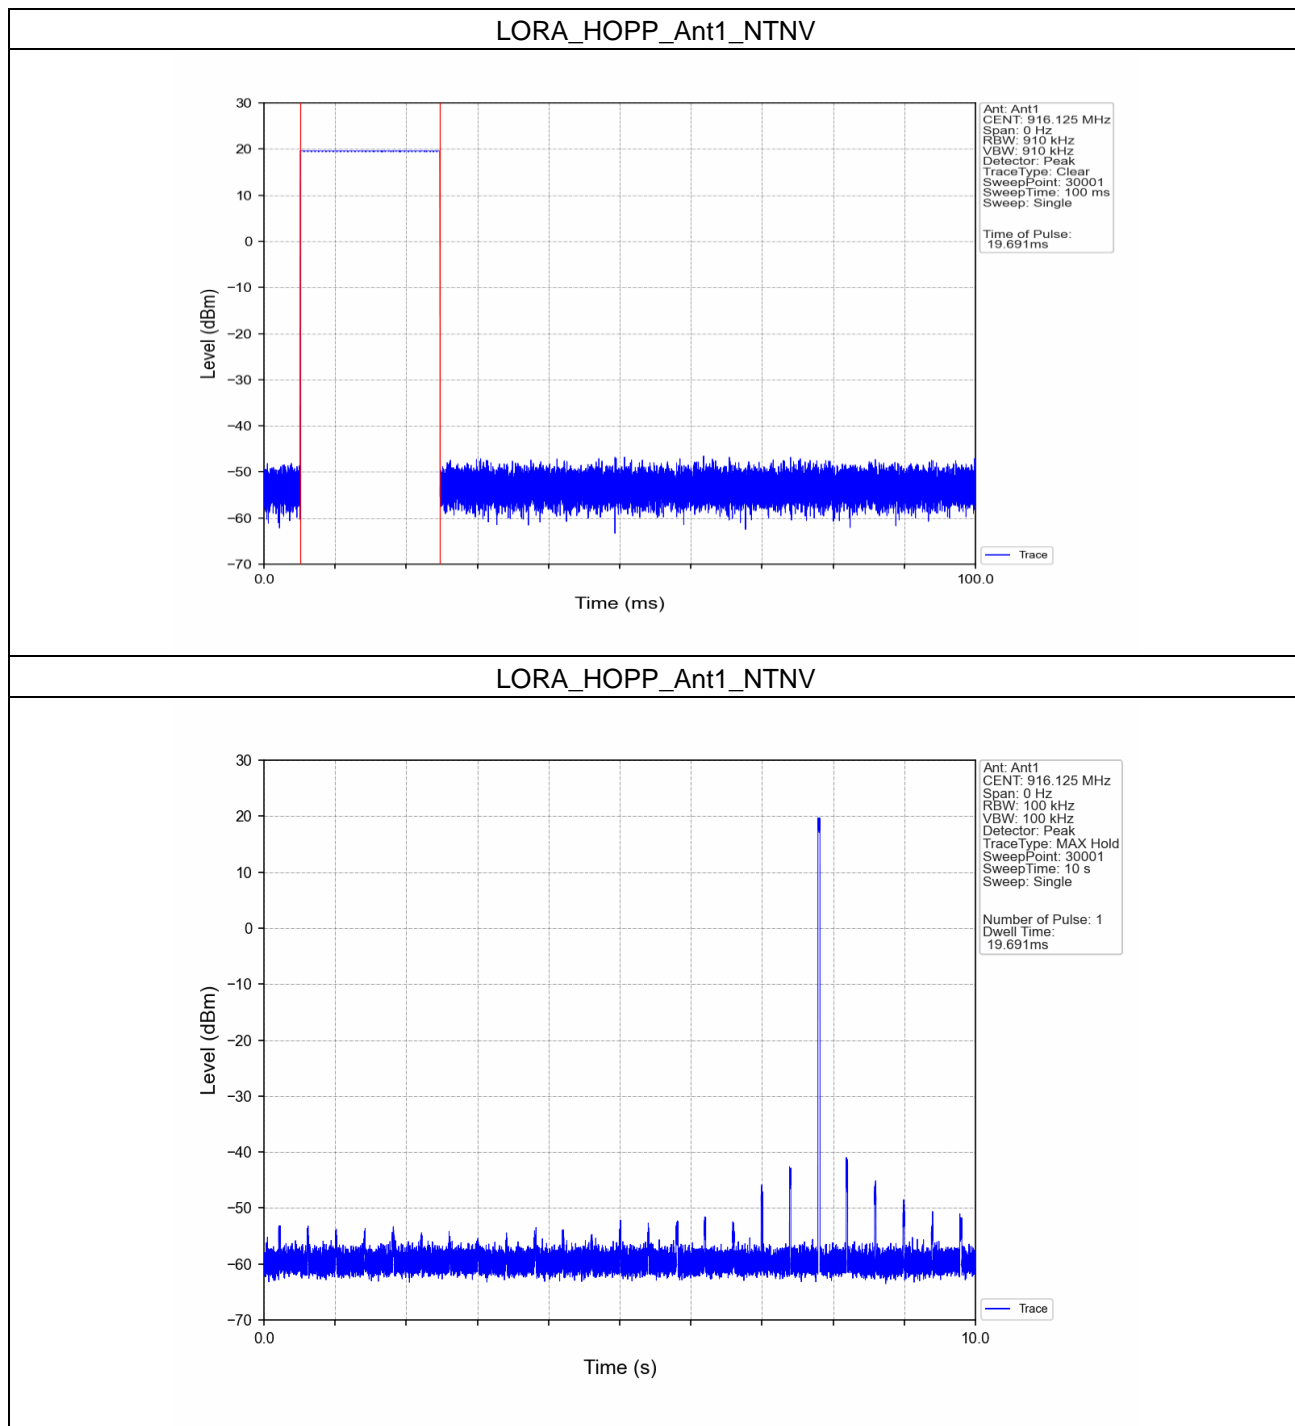 LORA_HOPP_Ant1_NTNV
30
20
10
0
−10
−20
−30
−40
−50
−60
−70
Level (dBm)
0.0
100.0
Time (ms)
Ant: Ant1
CENT: 916.125 MHz
Span: 0 Hz
RBW: 910 kHz
VBW: 910 kHz
Detector: Peak
TraceType: Clear
SweepPoint: 30001
SweepTime: 100 ms
Sweep: Single
Time of Pulse:
19.691ms
Trace
LORA_HOPP_Ant1_NTNV
30
20
10
0
−10
−20
−30
−40
−50
−60
−70
Level (dBm)
0.0
10.0
Time (s)
Ant: Ant1
CENT: 916.125 MHz
Span: 0 Hz
RBW: 100 kHz
VBW: 100 kHz
Detector: Peak
TraceType: MAX Hold
SweepPoint: 30001
SweepTime: 10 s
Sweep: Single
Number of Pulse: 1
Dwell Time:
19.691ms
Trace